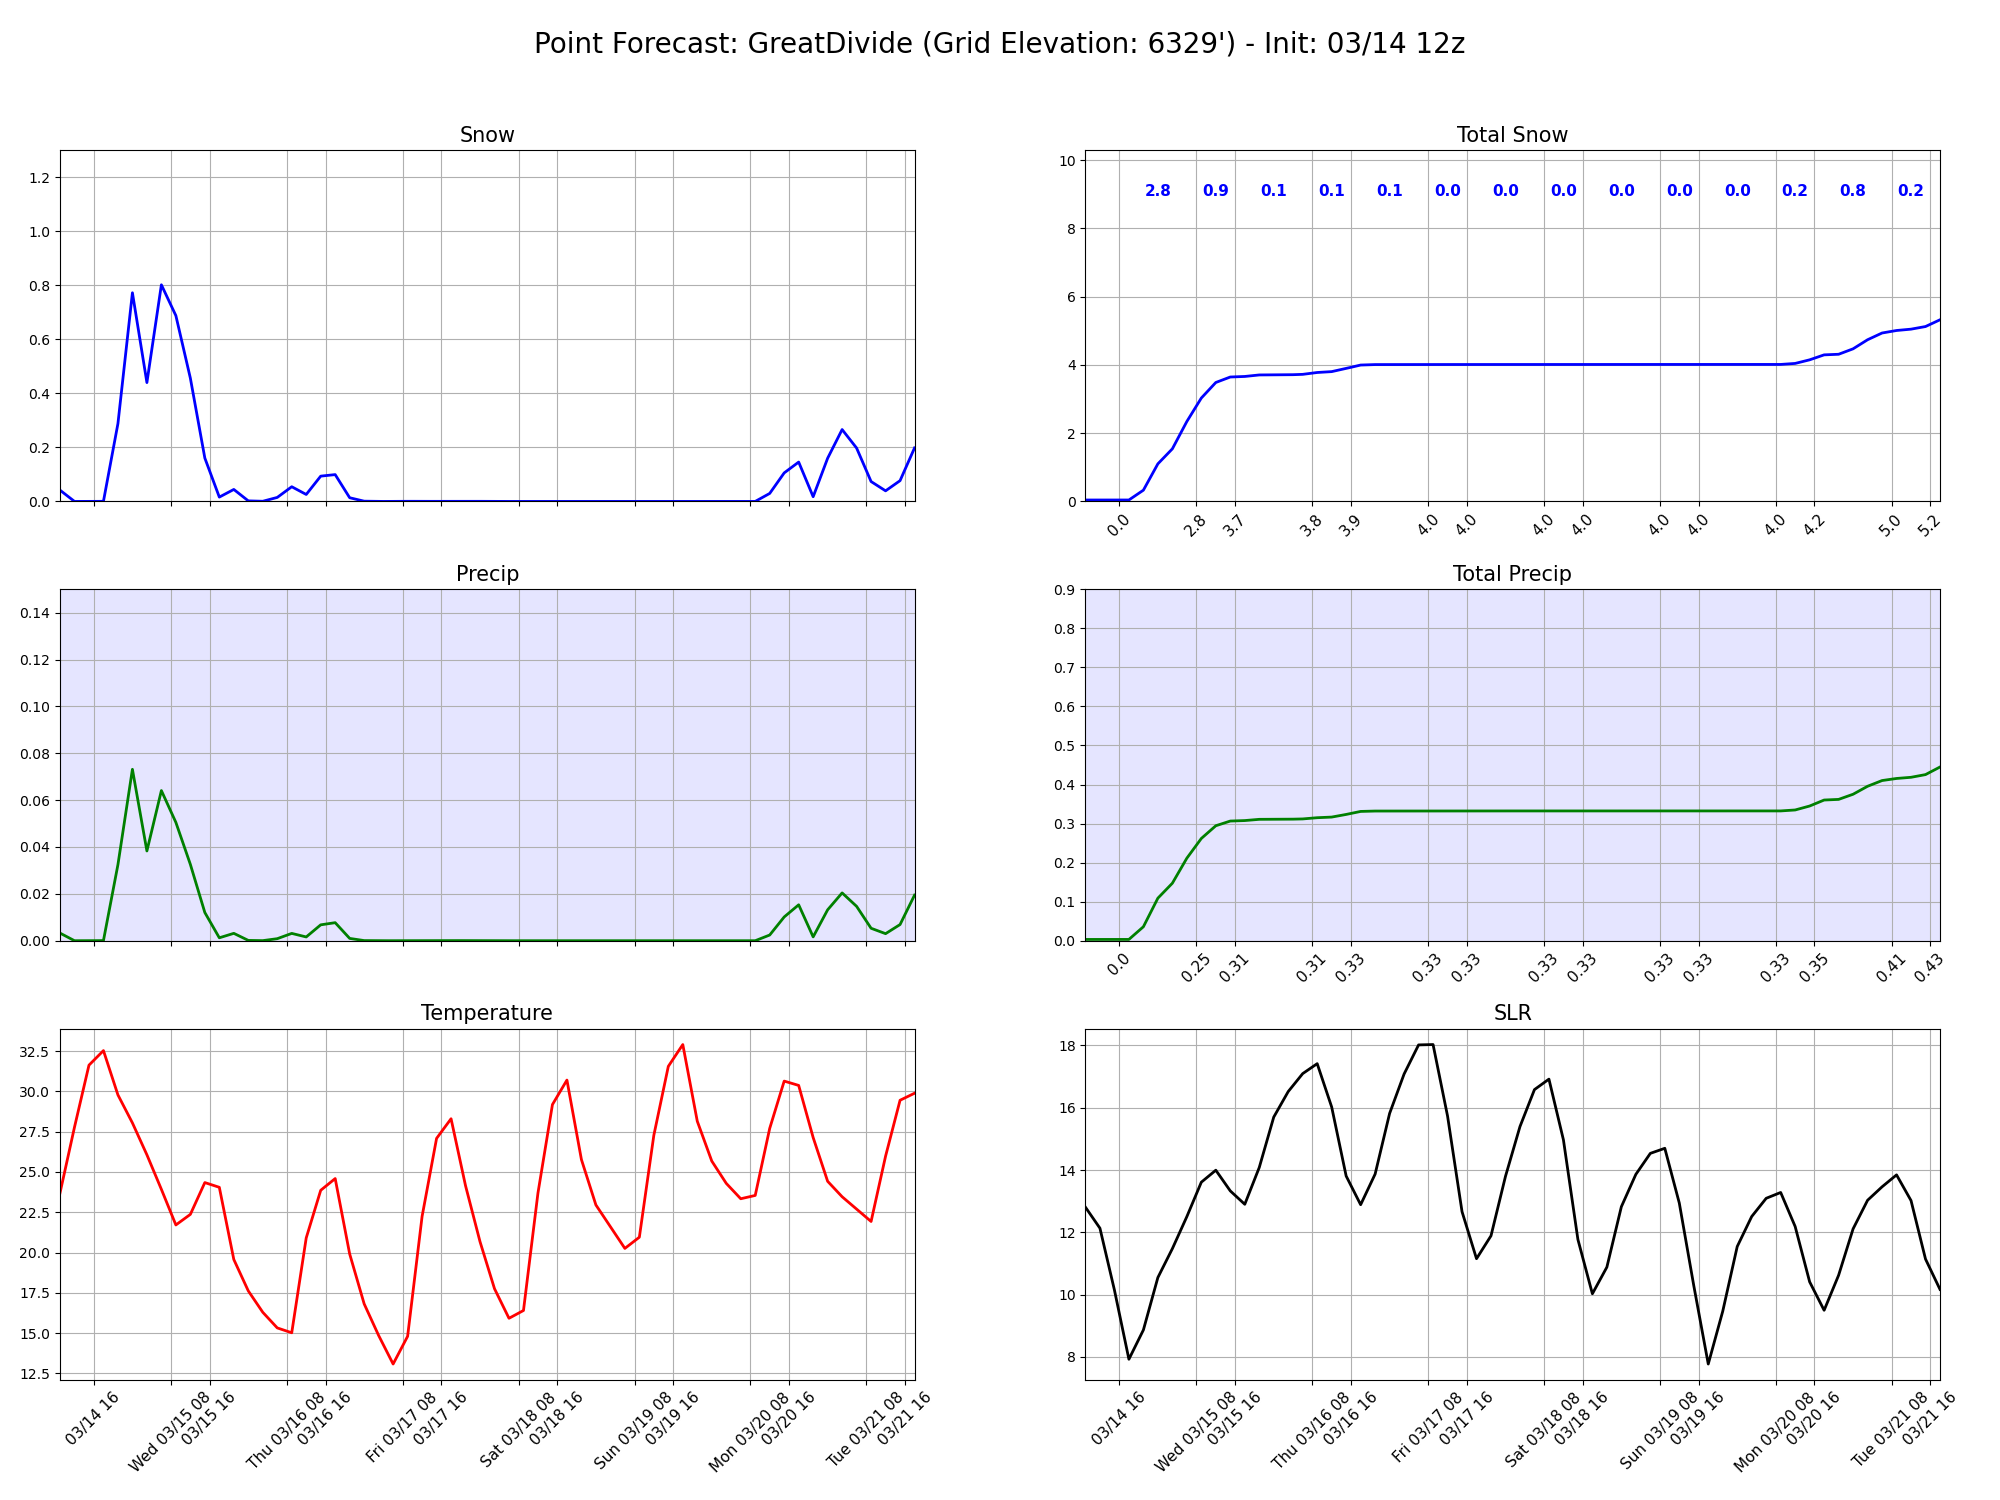 Point Forecast: GreatDivide (Grid Elevation: 6329') - Init: 03/14 12z
Snow
1.2
1.0
0.8
0.6
0.4
0.2
0.0
Total Snow
10
8
6
4
2
0
2.8 0.9 0.1 0.1 0.1 0.0 0.0 0.0 0.0 0.0 0.0 0.2 0.8 0.2
0.0 2.8 3.7 3.8 3.9 4.0 4.0 4.0 4.0 4.0 4.0 4.0 4.2 5.0 5.2
Precip
0.14
0.12
0.10
0.08
0.06
0.04
0.02
0.00
Total Precip
0.9
0.8
0.7
0.6
0.5
0.4
0.3
0.2
0.1
0.0
0.0 0.25 0.31 0.31 0.33 0.33 0.33 0.33 0.33 0.33 0.33 0.33 0.35 0.41 0.43
Temperature
32.5
30.0
27.5
25.0
22.5
20.0
17.5
15.0
12.5
03/14 16
Wed 03/15 08
03/15 16
Thu 03/16 08
03/16 16
Fri 03/17 08
03/17 16
Sat 03/18 08
03/18 16
Sun 03/19 08
03/19 16
Mon 03/20 08
03/20 16
Tue 03/21 08
03/21 16
SLR
18
16
14
12
10
8
03/14 16
Wed 03/15 08
03/15 16
Thu 03/16 08
03/16 16
Fri 03/17 08
03/17 16
Sat 03/18 08
03/18 16
Sun 03/19 08
03/19 16
Mon 03/20 08
03/20 16
Tue 03/21 08
03/21 16